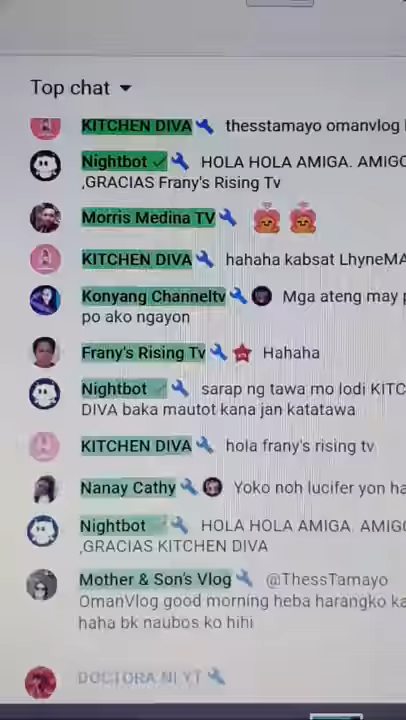 Top chat
KITCHEN DIVA thesstamayo omanvlog
Nightbot HOLA HOLA AMIGA. AMIGO
,GRACIAS Frany's Rising Tv
Morris Medina TV
KITCHEN DIVA hahaha kabsat LhyneMA
Konyang Channeltv Mga ateng may p
po ako ngayon
Frany's Rising Tv Hahaha
Nightbot sarap ng tawa mo lodi KITC
DIVA baka mautot kana jan katatawa
KITCHEN DIVA hola frany's rising tv
Nanay Cathy Yoko noh lucifer yon ha
Nightbot HOLA HOLA AMIGA. AMIGO
,GRACIAS KITCHEN DIVA
Mother & Son's Vlog @ThessTamayo
OmanVlog good morning heba harangko ka
haha bk naubos ko hihi
DOCTORA NI YT